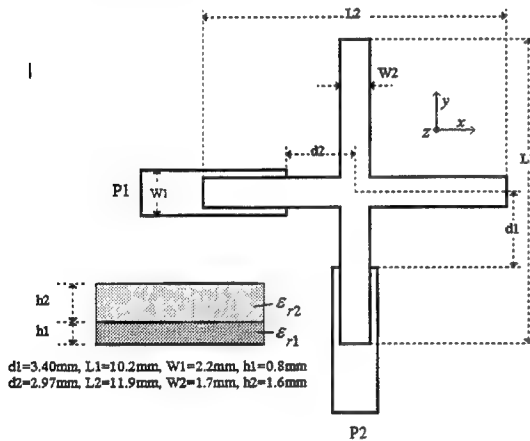 L2
W2
y
z
x
L
d2
P1
W1
d1
h2
h1
εr2
εr1
d1=3.40mm, L1=10.2mm, W1=2.2mm, h1=0.8mm
d2=2.97mm, L2=11.9mm, W2=1.7mm, h2=1.6mm
P2